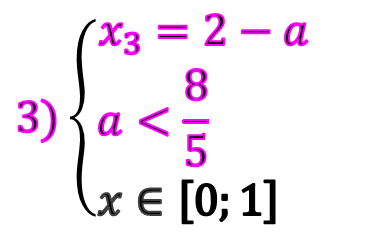 x₃ = 2 − a
3) a < 8/5
x ∈ [0; 1]